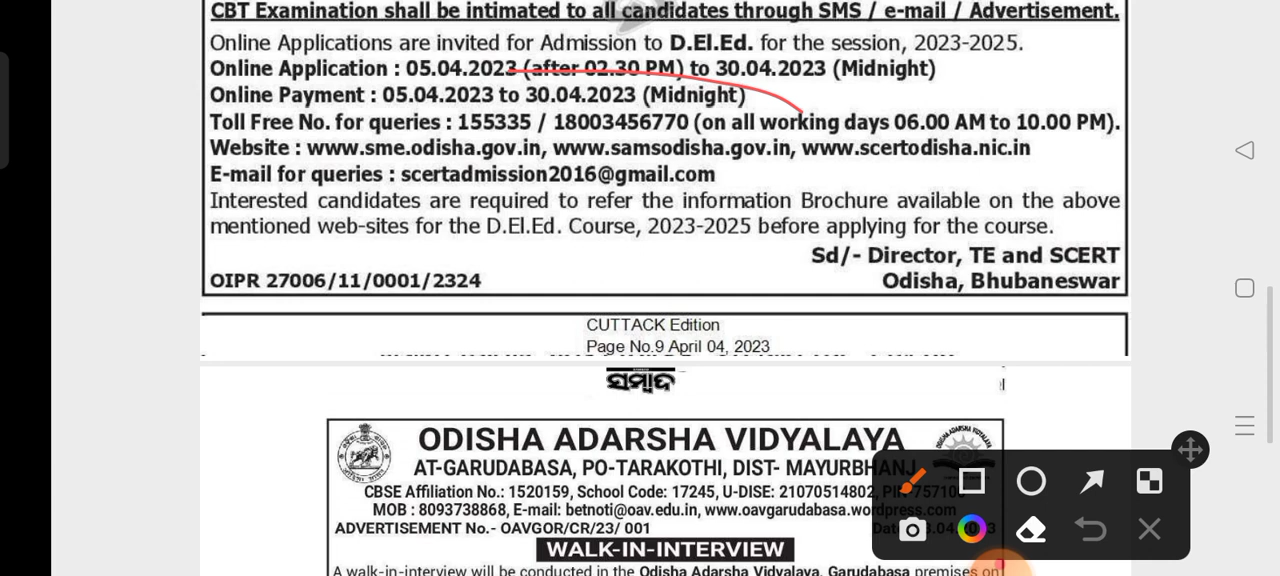 CBT Examination shall be intimated to all candidates through SMS / e-mail / Advertisement.
Online Applications are invited for Admission to D.El.Ed. for the session, 2023-2025.
Online Application : 05.04.2023 (after 02.30 PM) to 30.04.2023 (Midnight)
Online Payment : 05.04.2023 to 30.04.2023 (Midnight)
Toll Free No. for queries : 155335 / 18003456770 (on all working days 06.00 AM to 10.00 PM).
Website : www.sme.odisha.gov.in, www.samsodisha.gov.in, www.scertodisha.nic.in
E-mail for queries : scertadmission2016@gmail.com
Interested candidates are required to refer the information Brochure available on the above
mentioned web-sites for the D.El.Ed. Course, 2023-2025 before applying for the course.
Sd/- Director, TE and SCERT
OIPR 27006/11/0001/2324 Odisha, Bhubaneswar
CUTTACK Edition
Page No.9 April 04, 2023
ସମ୍ବାଦ
ODISHA ADARSHA VIDYALAYA
AT-GARUDABASA, PO-TARAKOTHI, DIST- MAYURBHANJ
CBSE Affiliation No.: 1520159, School Code: 17245, U-DISE: 21070514802, PIN-757100
MOB : 8093738868, E-mail: betnoti@oav.edu.in, www.oavgarudabasa.wordpress.com
ADVERTISEMENT No.- OAVGOR/CR/23/ 001
WALK-IN-INTERVIEW
A walk-in-interview will be conducted in the Odisha Adarsha Vidyalaya, Garudabasa premises on